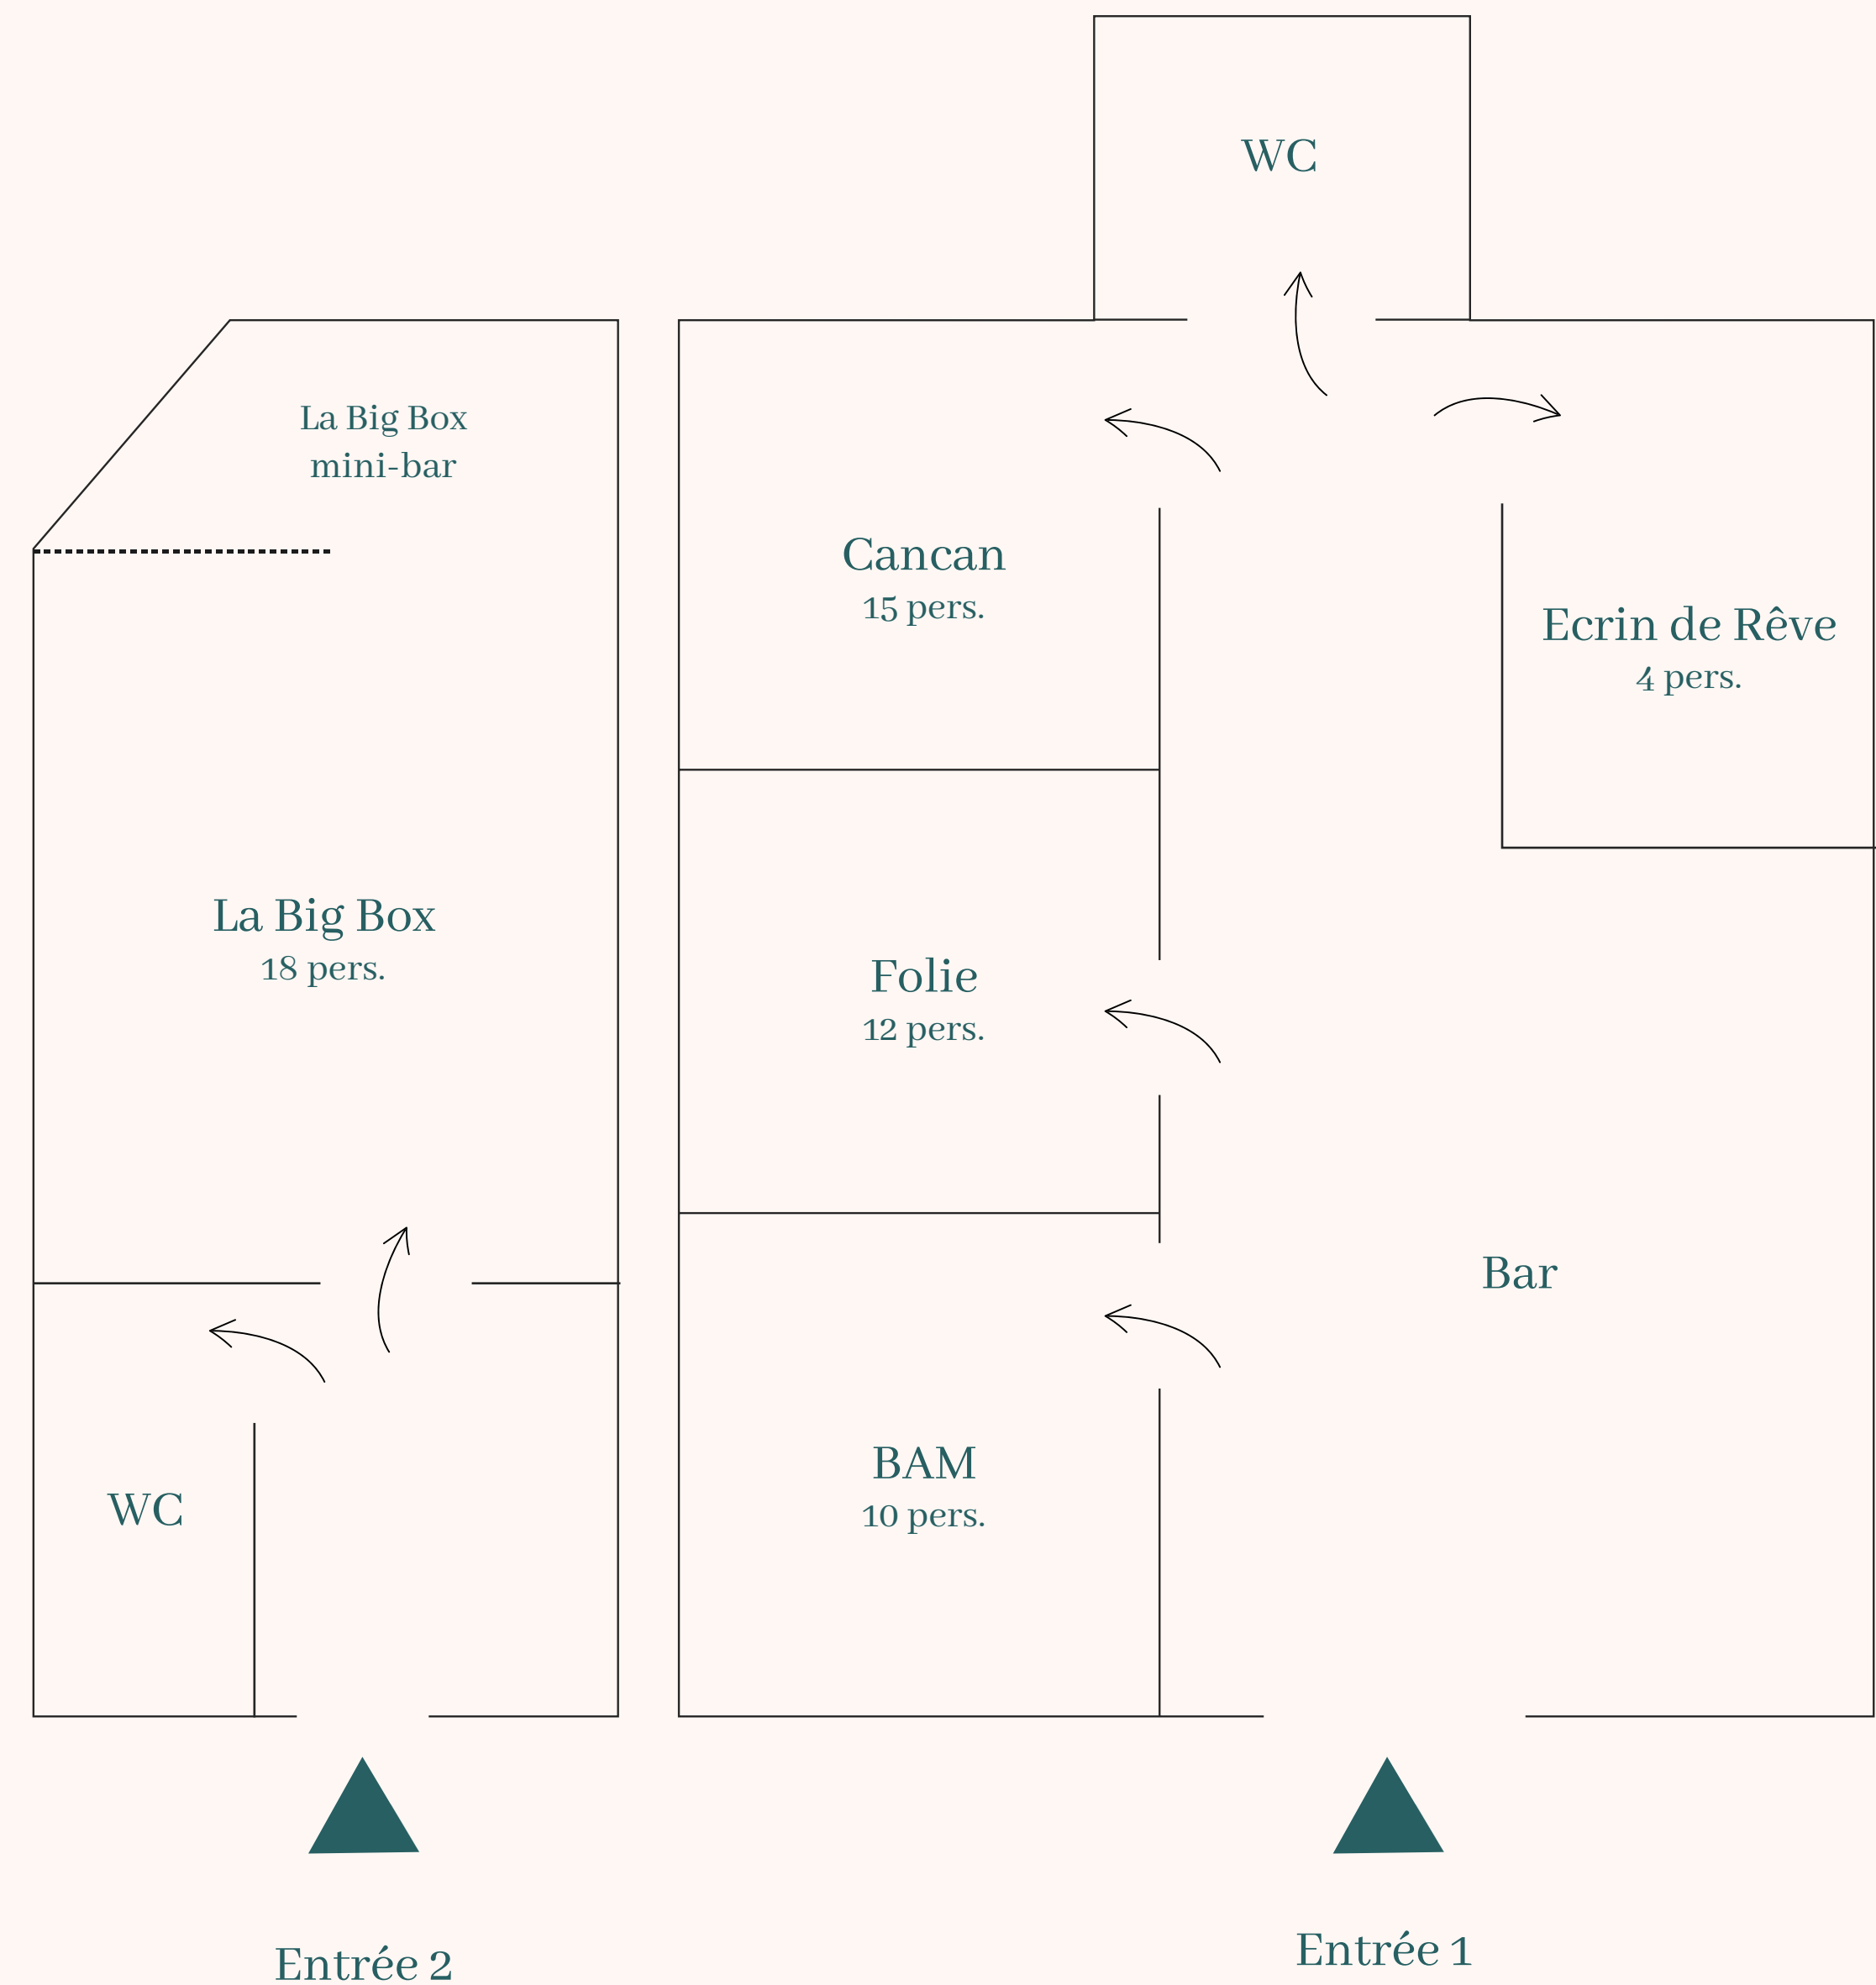 WC
La Big Box
mini-bar
Cancan
15 pers.
Ecrin de Rêve
4 pers.
La Big Box
18 pers.
Folie
12 pers.
Bar
BAM
10 pers.
WC
Entrée 2
Entrée 1